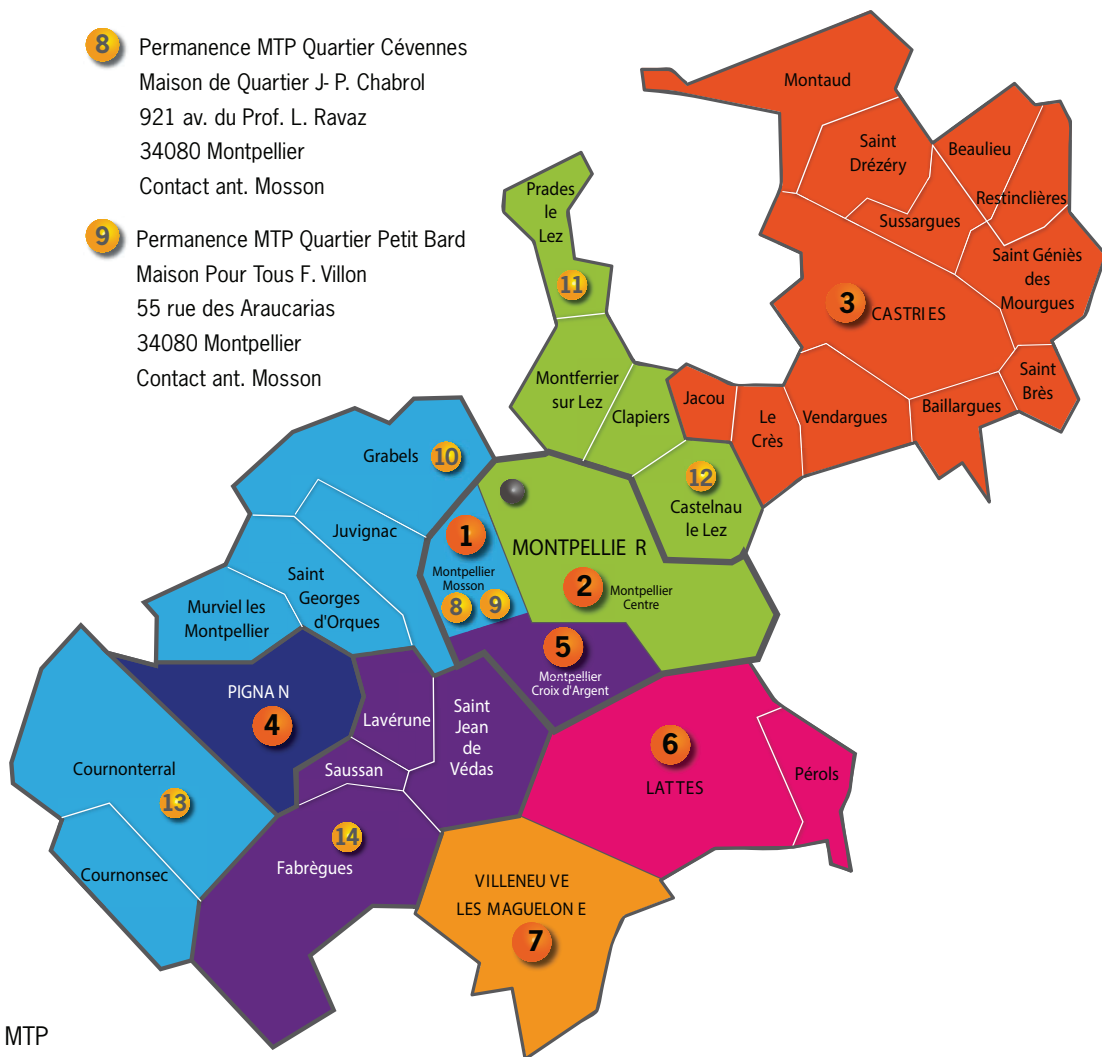 8 Permanence MTP Quartier Cévennes
Maison de Quartier J- P. Chabrol
921 av. du Prof. L. Ravaz
34080 Montpellier
Contact ant. Mosson
9 Permanence MTP Quartier Petit Bard
Maison Pour Tous F. Villon
55 rue des Araucarias
34080 Montpellier
Contact ant. Mosson
Montaud
Saint
Drézéry
Beaulieu
Restinclières
Sussargues
Saint Géniès
des
Mourgues
3 CASTRIES
Saint
Brès
Baillargues
Vendargues
Le
Crès
Jacou
Prades
le
Lez
11
Montferrier
sur Lez
Clapiers
12
Castelnau
le Lez
Grabels 10
Juvignac
Saint
Georges
d'Orques
Murviel les
Montpellier
1
Montpellier
Mosson
8 9
MONTPELLIE R
2 Montpellier
Centre
5
Montpellier
Croix d'Argent
PIGNA N
4
Lavérune
Saint
Jean
de
Védas
Saussan
Cournonterral
13
Cournonsec
14
Fabrègues
6
LATTES
Pérols
VILLENEU VE
LES MAGUELON E
7
MTP